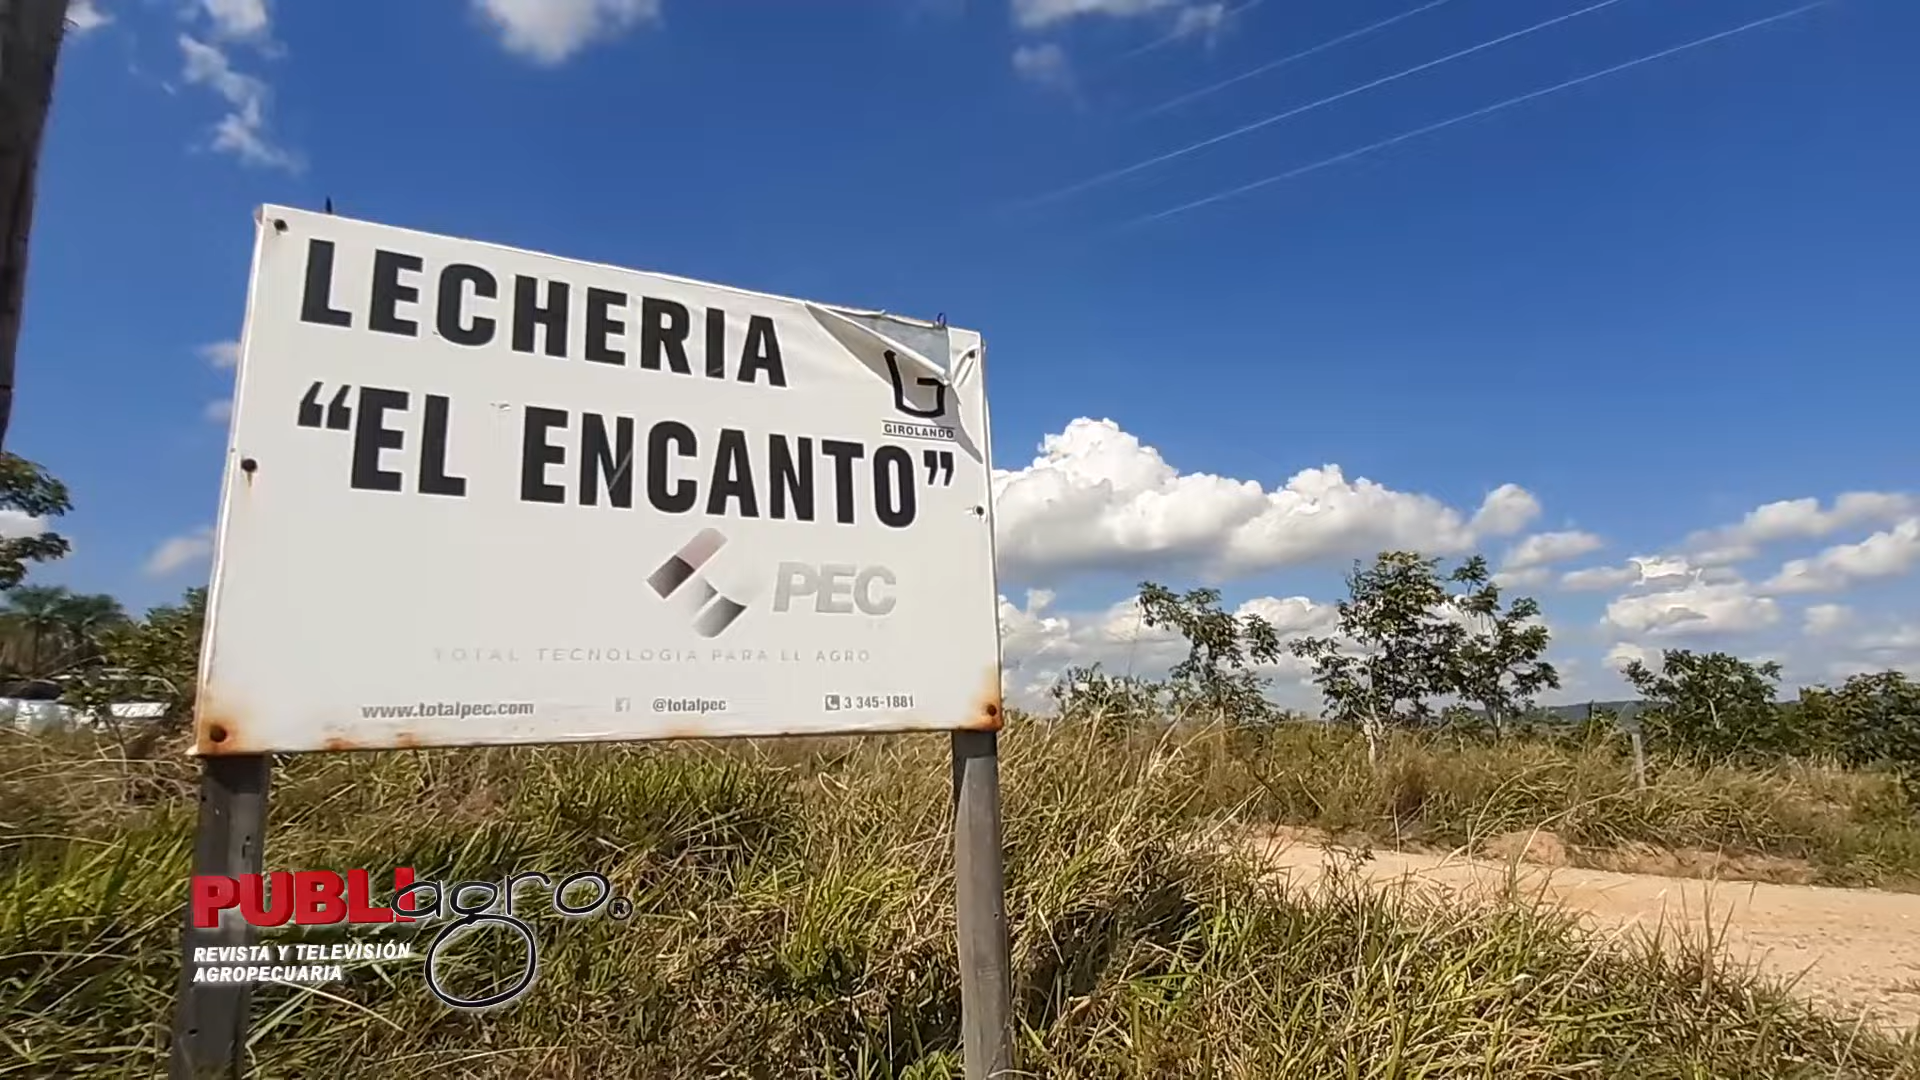 LECHERIA
GIROLANDO
“EL ENCANTO”
PEC
TOTAL TECNOLOGIA PARA EL AGRO
www.totalpec.com
@totalpec
3 345-1881
PUBLIagro®
REVISTA Y TELEVISIÓN
AGROPECUARIA